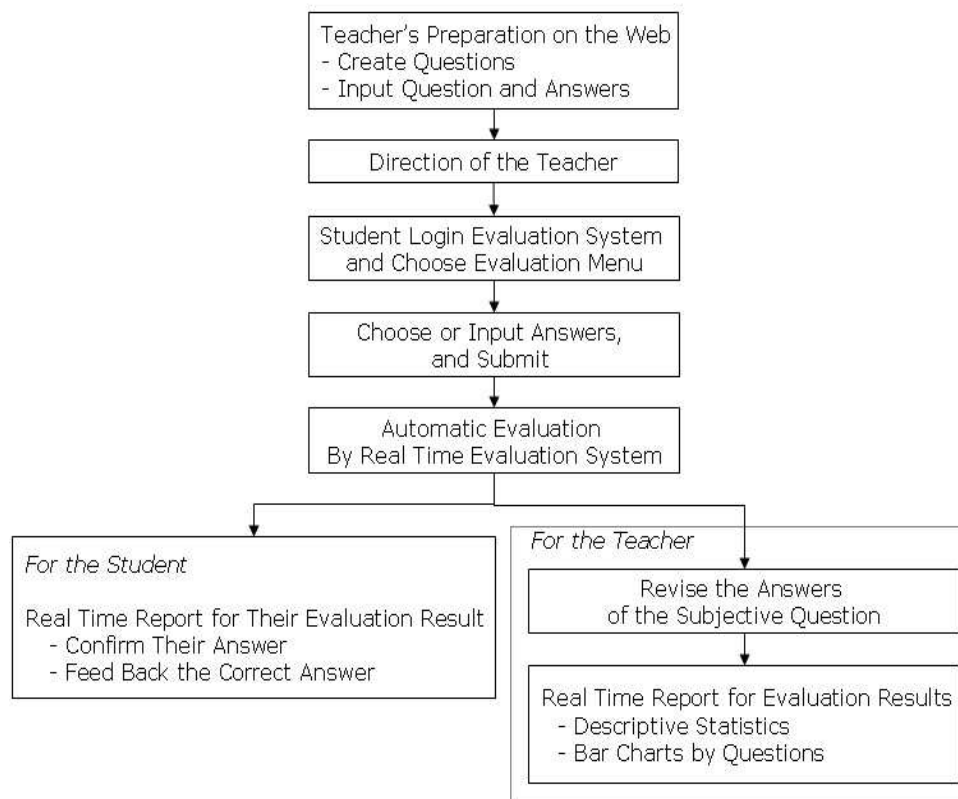 Teacher's Preparation on the Web
- Create Questions
- Input Question and Answers
Direction of the Teacher
Student Login Evaluation System
and Choose Evaluation Menu
Choose or Input Answers,
and Submit
Automatic Evaluation
By Real Time Evaluation System
For the Student
Real Time Report for Their Evaluation Result
- Confirm Their Answer
- Feed Back the Correct Answer
For the Teacher
Revise the Answers
of the Subjective Question
Real Time Report for Evaluation Results
- Descriptive Statistics
- Bar Charts by Questions